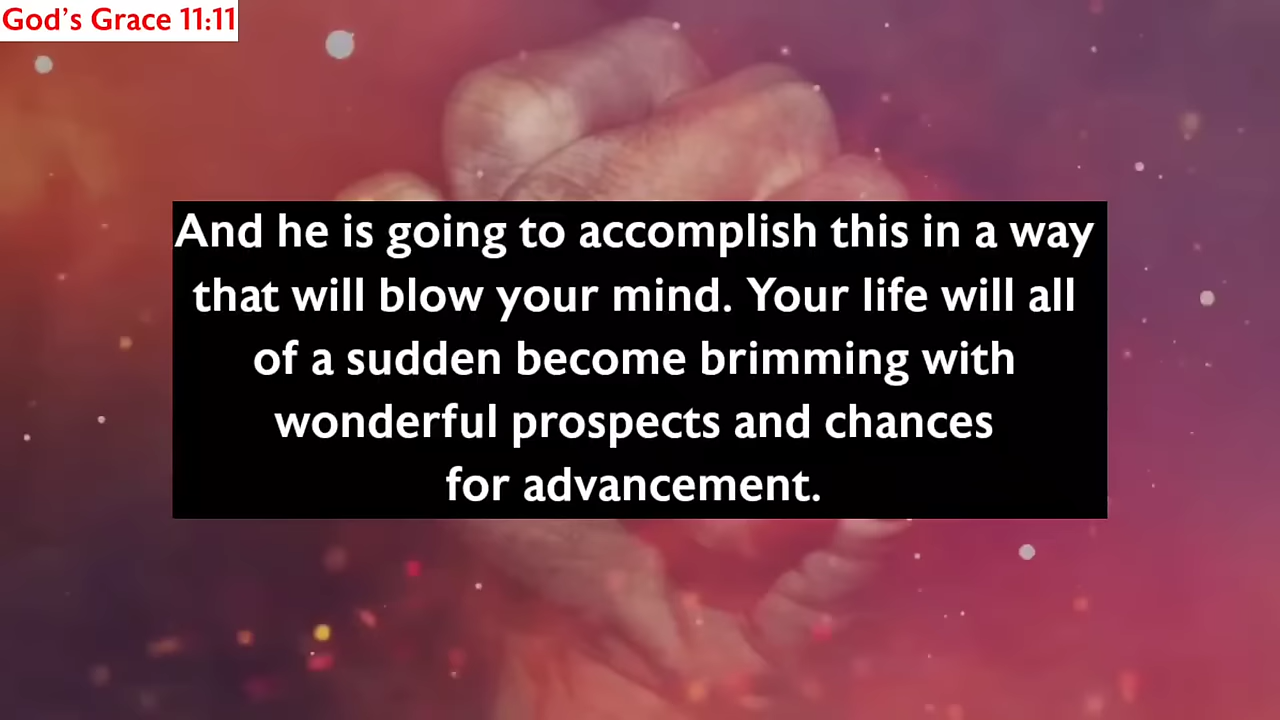 God’s Grace 11:11
And he is going to accomplish this in a way
that will blow your mind. Your life will all
of a sudden become brimming with
wonderful prospects and chances
for advancement.